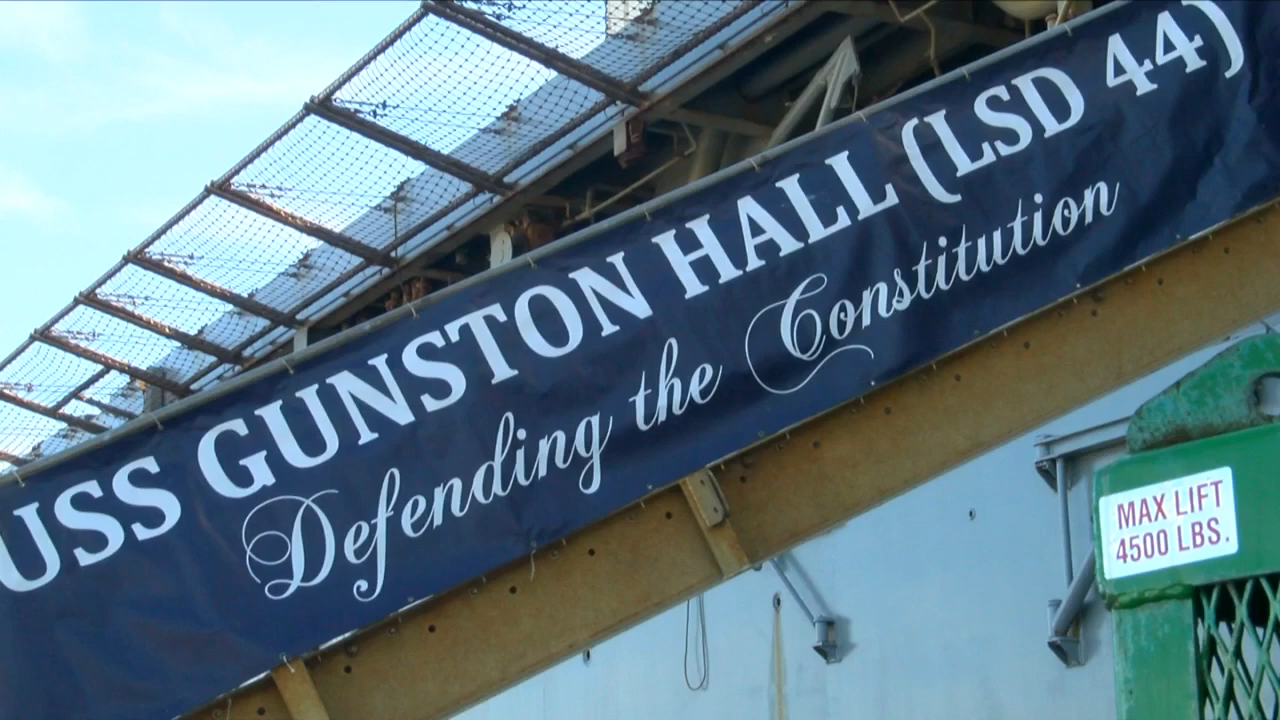 USS GUNSTON HALL (LSD 44)
Defending the Constitution
MAX LIFT
4500 LBS.